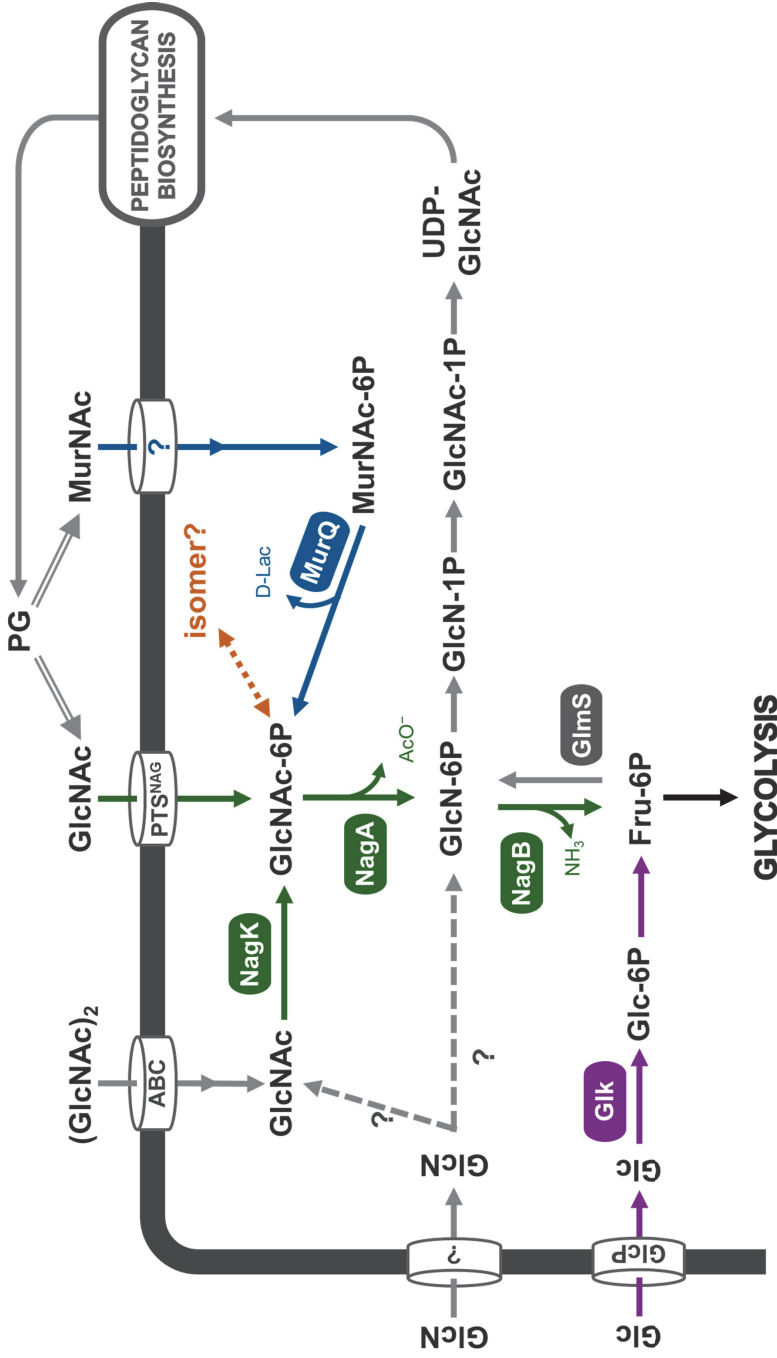 PEPTIDOGLYCAN
BIOSYNTHESIS
PG
GlcNAc
MurNAc
(GlcNAc)2
ABC
PTSNAG
?
GlcNAc
NagK
GlcNAc-6P
isomer?
D-Lac
MurQ
MurNAc-6P
NagA
AcO−
GlcN
?
GlcN
?
?
GlcN-6P
GlcN-1P
GlcNAc-1P
UDP-
GlcNAc
NagB
NH3
GlmS
Glc
GlcP
Glc
Glk
Glc-6P
Fru-6P
GLYCOLYSIS